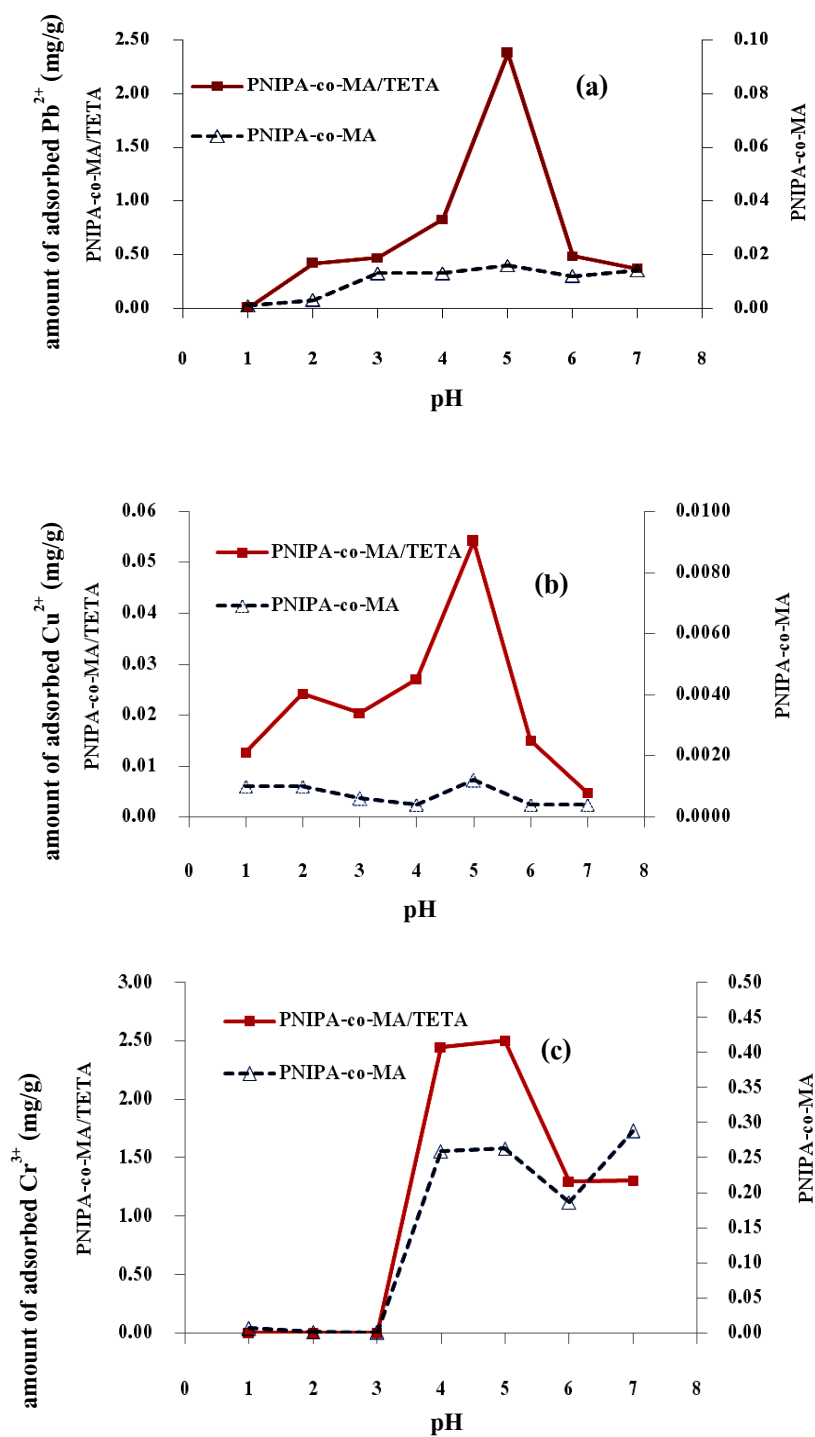 amount of adsorbed Pb2+ (mg/g)
PNIPA-co-MA/TETA
2.50
2.00
1.50
1.00
0.50
0.00
PNIPA-co-MA/TETA
PNIPA-co-MA
(a)
0.10
0.08
0.06
0.04
0.02
0.00
PNIPA-co-MA
0 1 2 3 4 5 6 7 8
pH
amount of adsorbed Cu2+ (mg/g)
PNIPA-co-MA/TETA
0.06
0.05
0.04
0.03
0.02
0.01
0.00
PNIPA-co-MA/TETA
PNIPA-co-MA
(b)
0.0100
0.0080
0.0060
0.0040
0.0020
0.0000
PNIPA-co-MA
0 1 2 3 4 5 6 7 8
pH
amount of adsorbed Cr3+ (mg/g)
PNIPA-co-MA/TETA
3.00
2.50
2.00
1.50
1.00
0.50
0.00
PNIPA-co-MA/TETA
PNIPA-co-MA
(c)
0.50
0.45
0.40
0.35
0.30
0.25
0.20
0.15
0.10
0.05
0.00
PNIPA-co-MA
0 1 2 3 4 5 6 7 8
pH